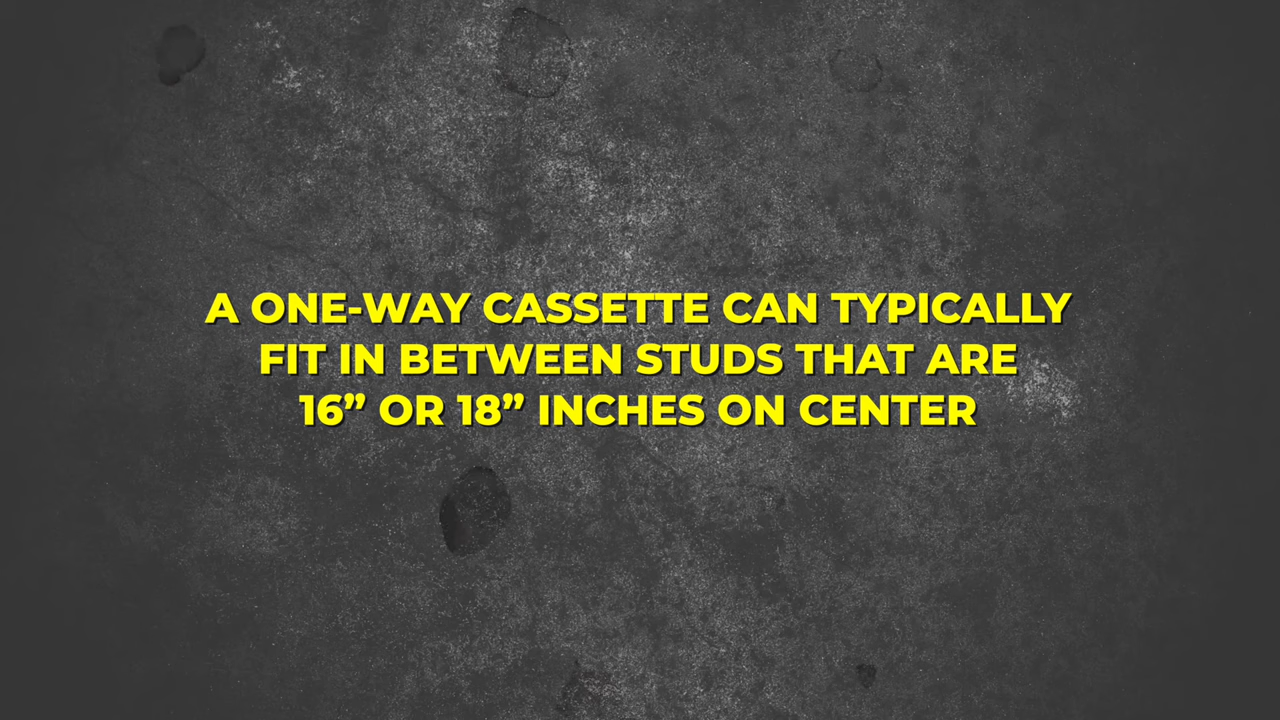 A ONE-WAY CASSETTE CAN TYPICALLY
FIT IN BETWEEN STUDS THAT ARE
16” OR 18” INCHES ON CENTER